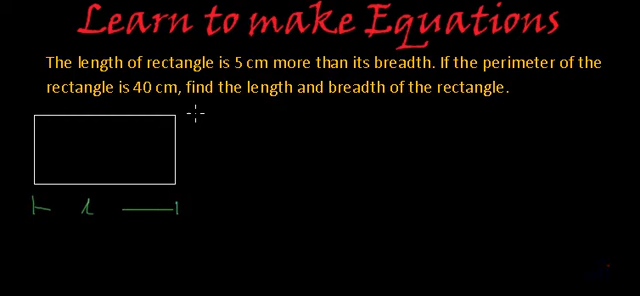 Learn to make Equations
The length of rectangle is 5 cm more than its breadth. If the perimeter of the
rectangle is 40 cm, find the length and breadth of the rectangle.
l